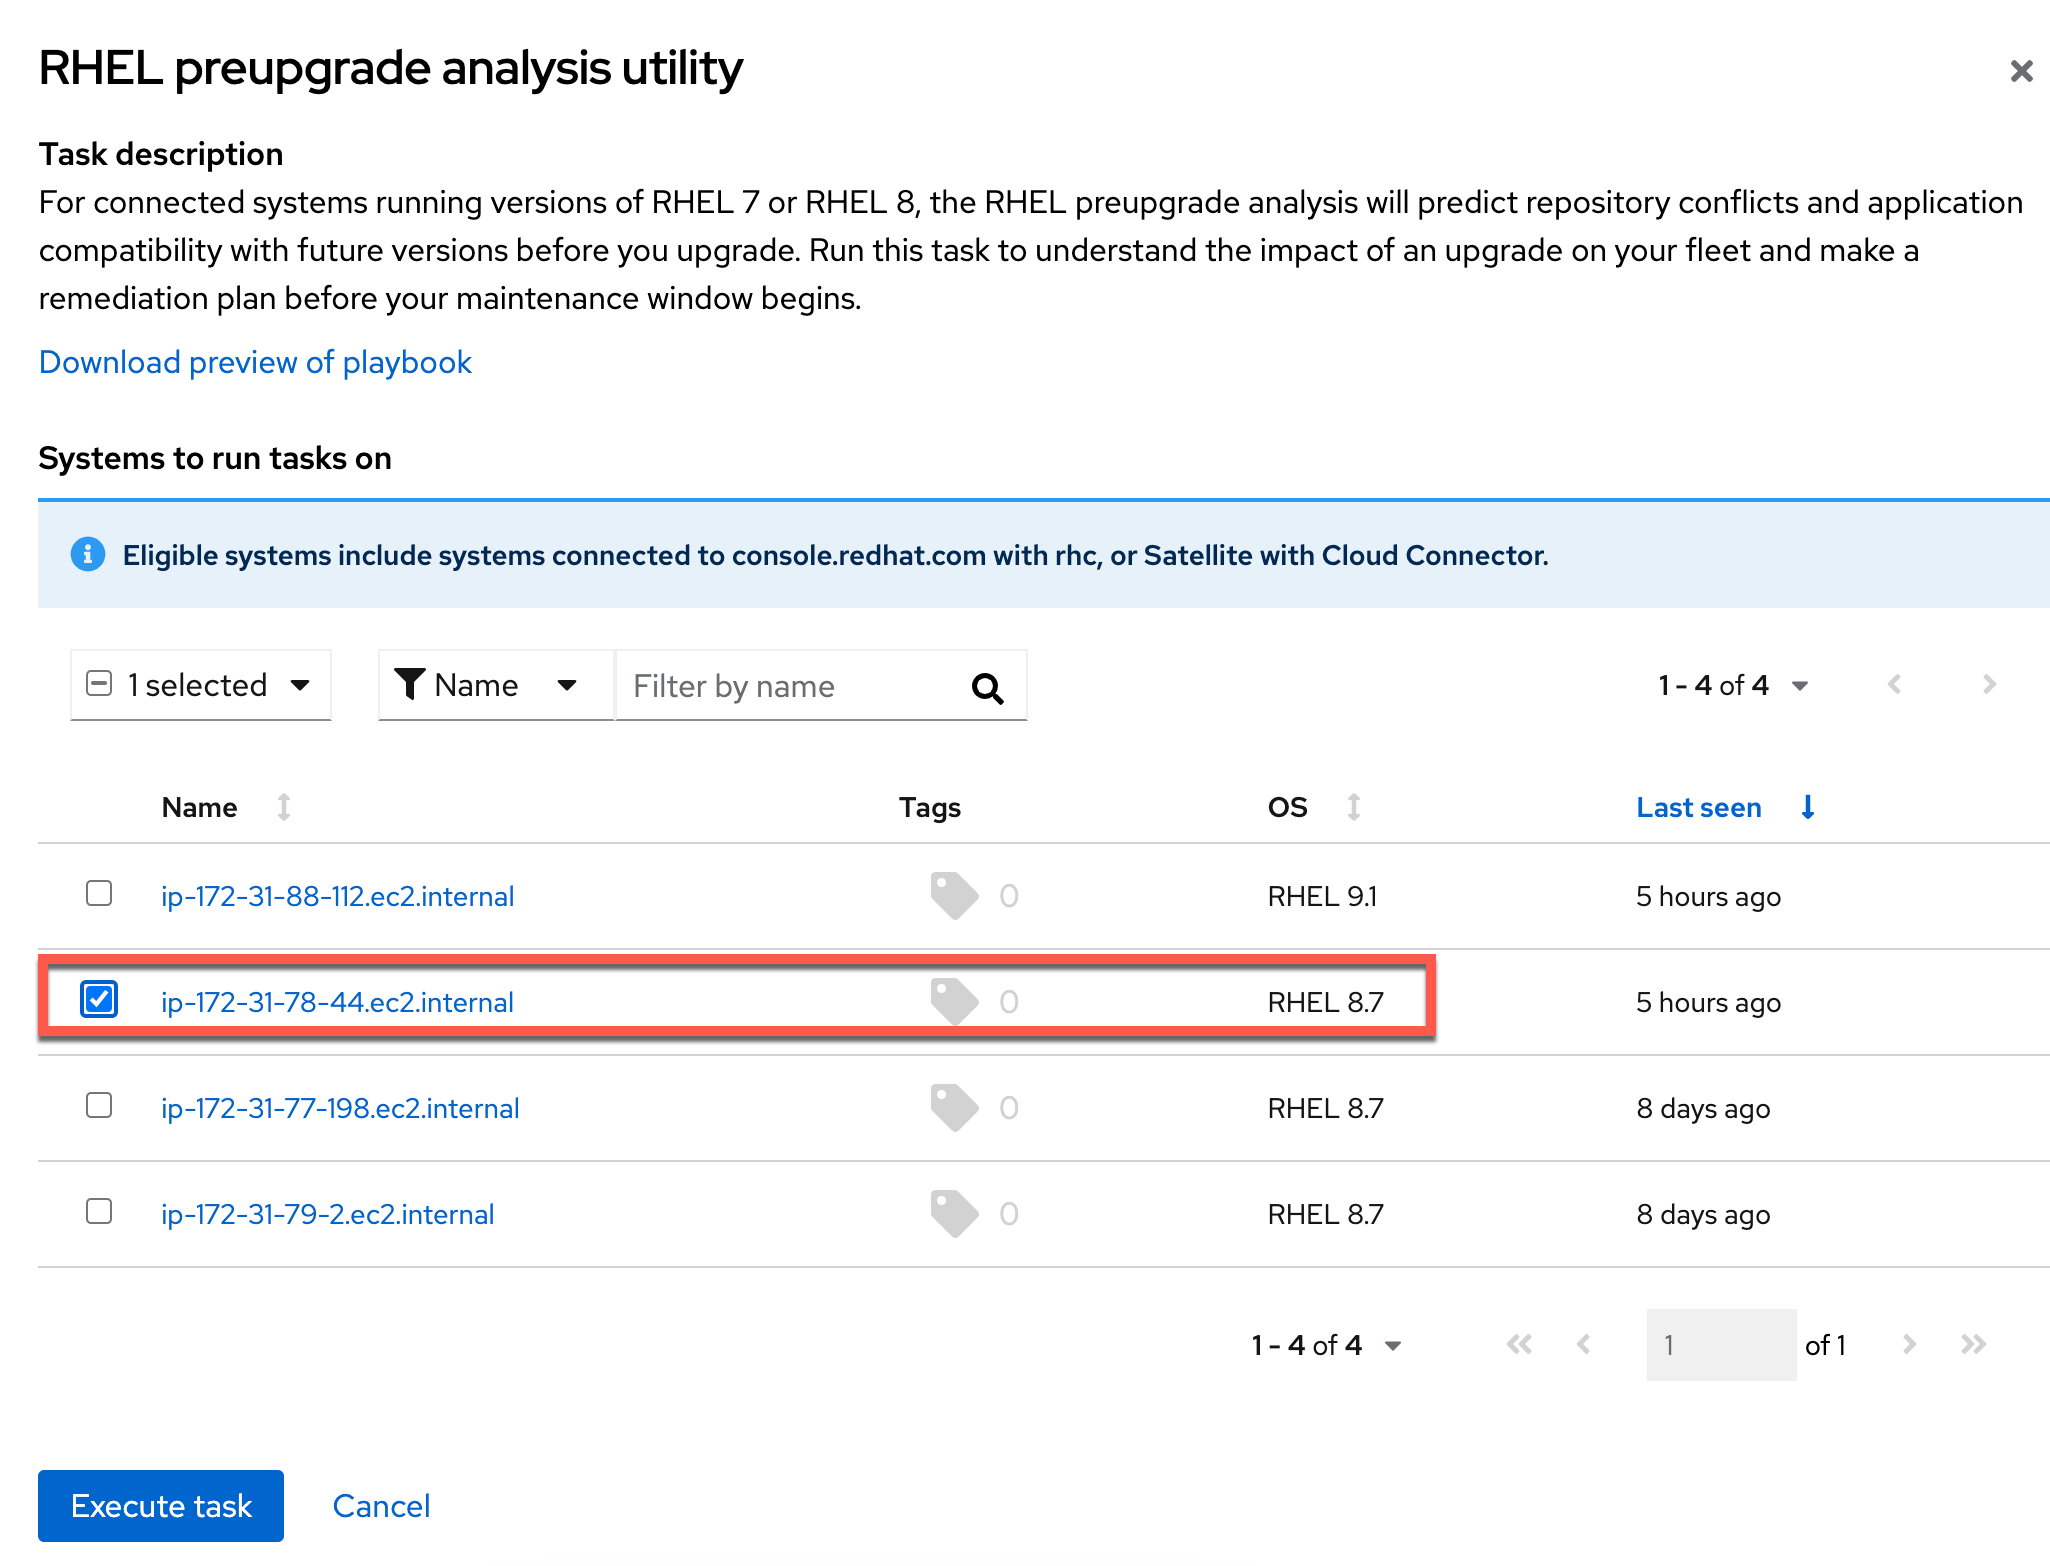 RHEL preupgrade analysis utility
Task description
For connected systems running versions of RHEL 7 or RHEL 8, the RHEL preupgrade analysis will predict repository conflicts and application
compatibility with future versions before you upgrade. Run this task to understand the impact of an upgrade on your fleet and make a
remediation plan before your maintenance window begins.
Download preview of playbook
Systems to run tasks on
Eligible systems include systems connected to console.redhat.com with rhc, or Satellite with Cloud Connector.
1 selected Name Filter by name 1 - 4 of 4
Name Tags OS Last seen
ip-172-31-88-112.ec2.internal 0 RHEL 9.1 5 hours ago
ip-172-31-78-44.ec2.internal 0 RHEL 8.7 5 hours ago
ip-172-31-77-198.ec2.internal 0 RHEL 8.7 8 days ago
ip-172-31-79-2.ec2.internal 0 RHEL 8.7 8 days ago
1 - 4 of 4 1 of 1
Execute task Cancel